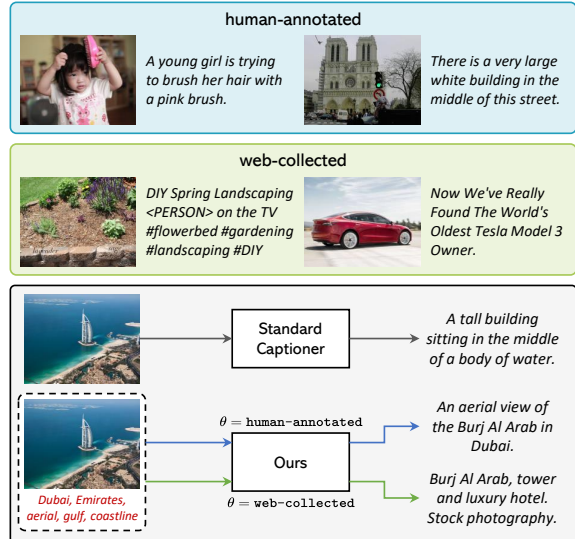 human-annotated
A young girl is trying
to brush her hair with
a pink brush.
There is a very large
white building in the
middle of this street.
web-collected
DIY Spring Landscaping
<PERSON> on the TV
#flowerbed #gardening
#landscaping #DIY
Now We've Really
Found The World's
Oldest Tesla Model 3
Owner.
Standard
Captioner
A tall building
sitting in the middle
of a body of water.
θ = human-annotated
Ours
θ = web-collected
An aerial view of
the Burj Al Arab in
Dubai.
Dubai, Emirates,
aerial, gulf, coastline
Burj Al Arab, tower
and luxury hotel.
Stock photography.